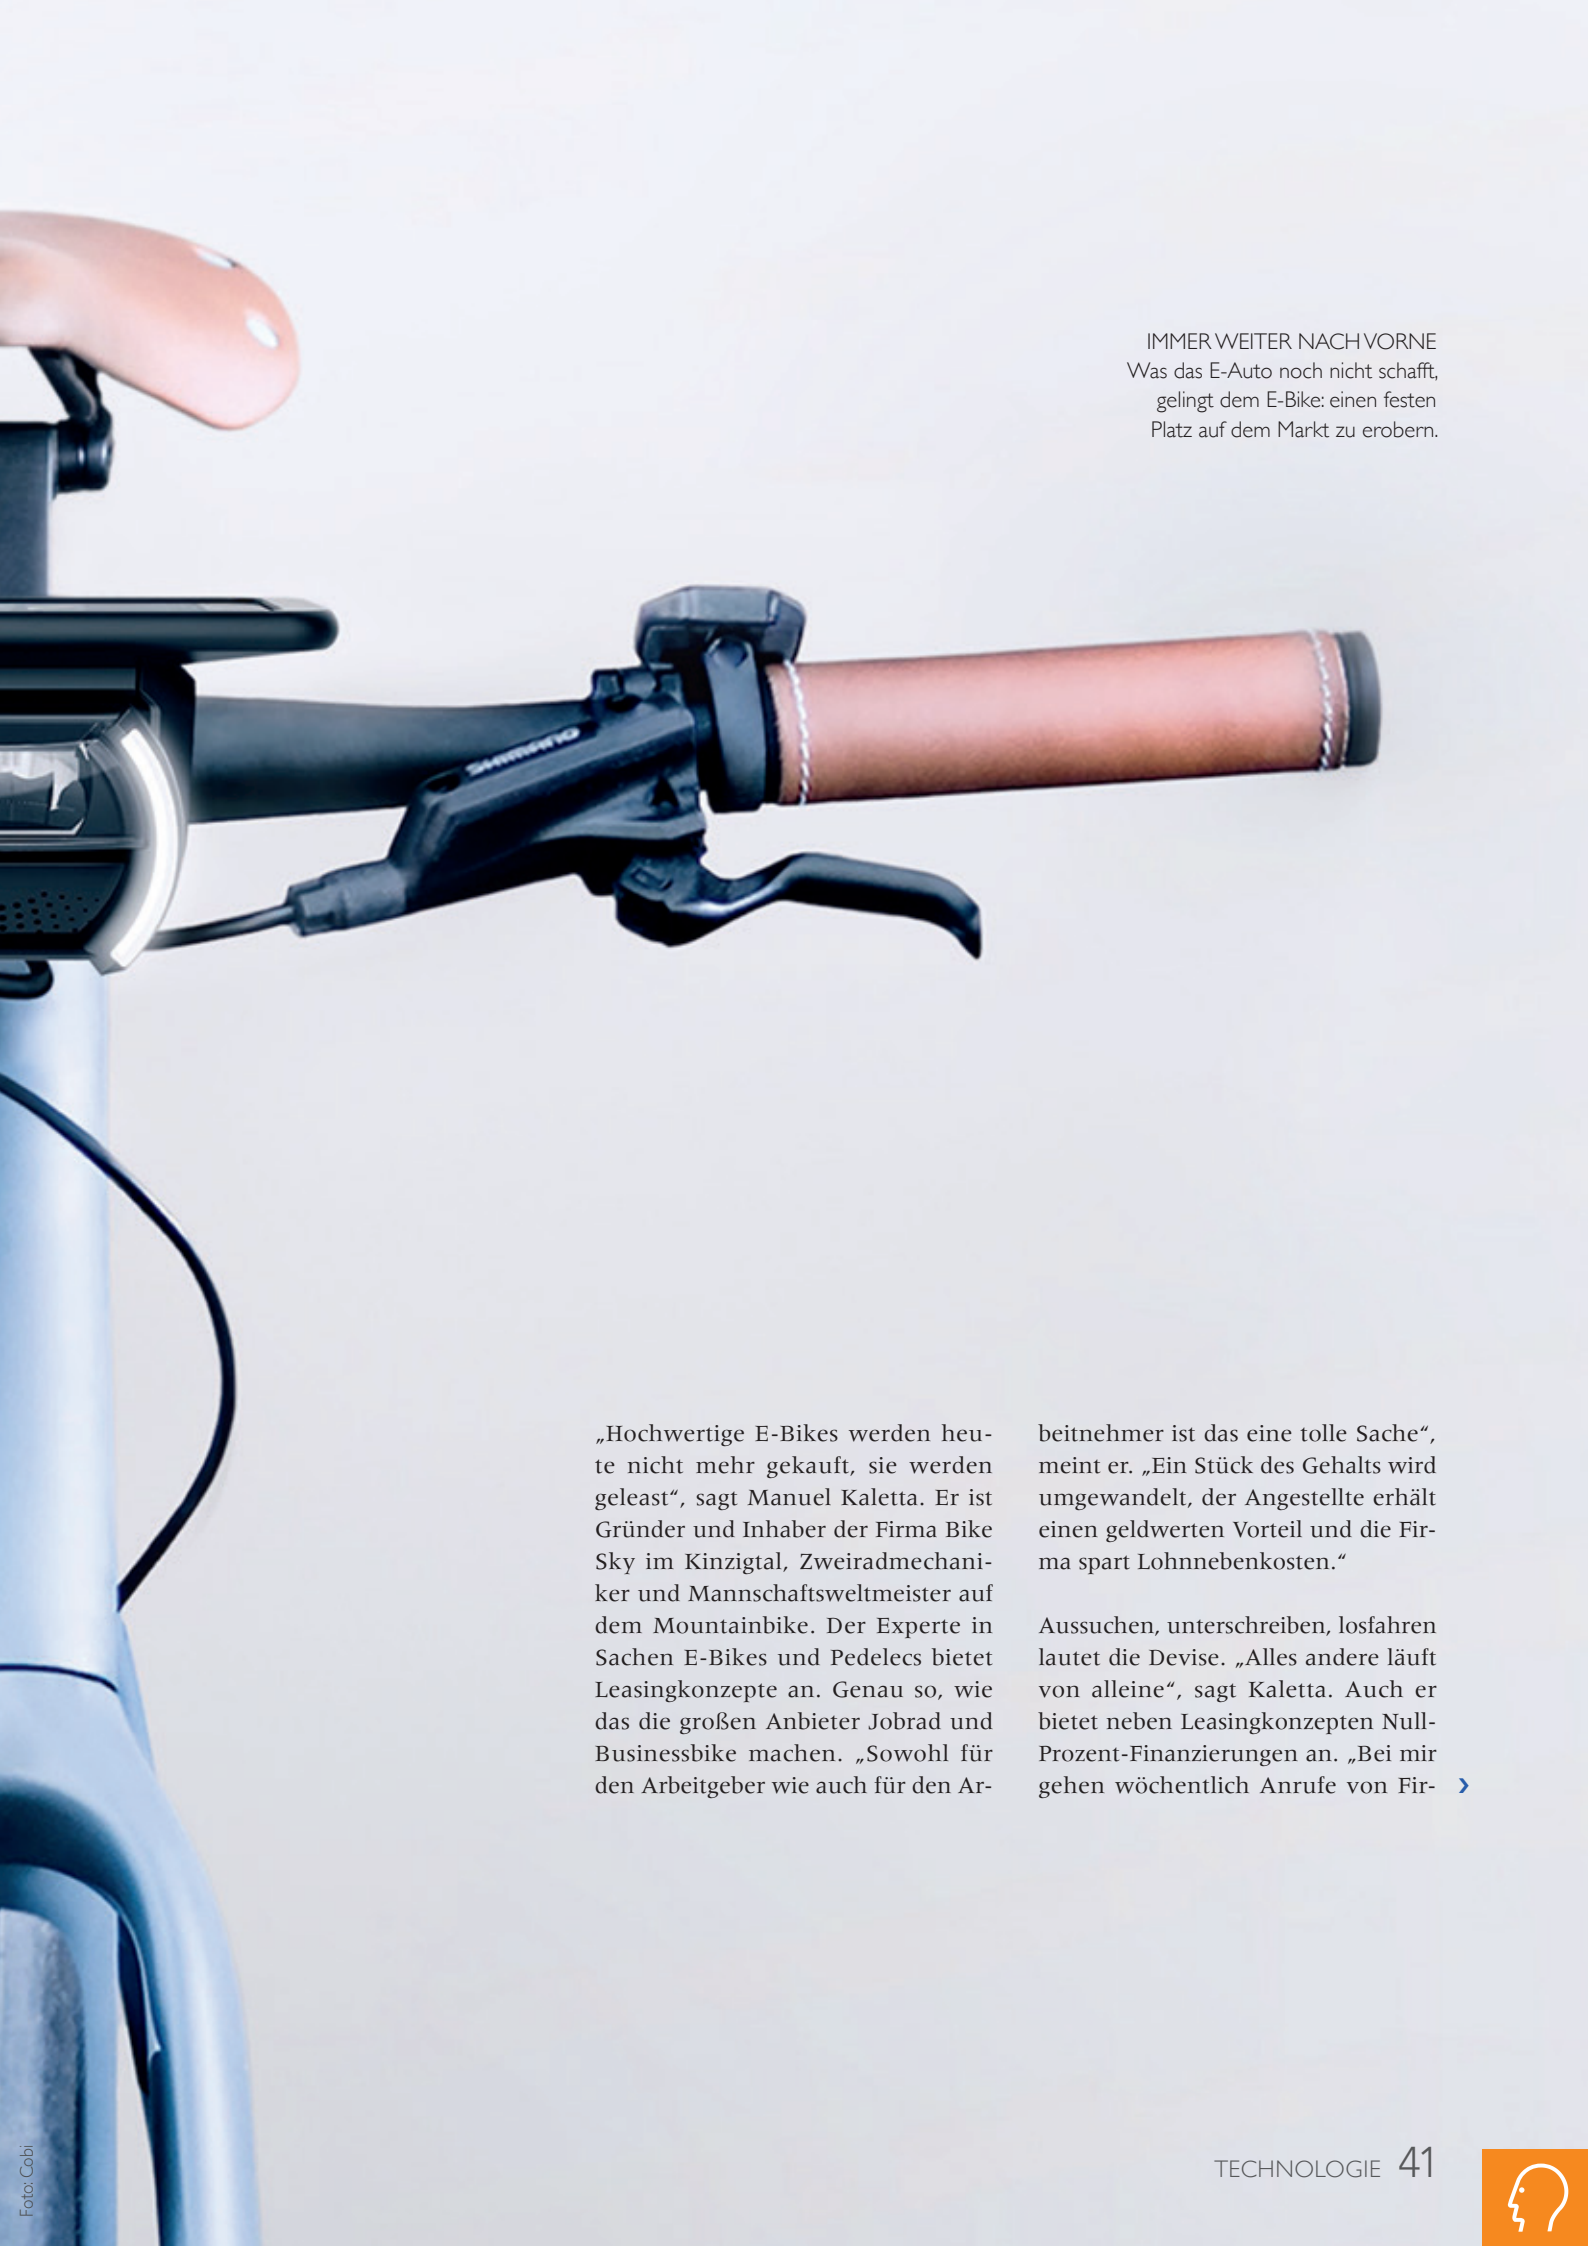 IMMER WEITER NACH VORNE
Was das E-Auto noch nicht schafft,
gelingt dem E-Bike: einen festen
Platz auf dem Markt zu erobern.
SHIMANO
„Hochwertige E-Bikes werden heu-
te nicht mehr gekauft, sie werden
geleast“, sagt Manuel Kaletta. Er ist
Gründer und Inhaber der Firma Bike
Sky im Kinzigtal, Zweiradmechani-
ker und Mannschaftsweltmeister auf
dem Mountainbike. Der Experte in
Sachen E-Bikes und Pedelecs bietet
Leasingkonzepte an. Genau so, wie
das die großen Anbieter Jobrad und
Businessbike machen. „Sowohl für
den Arbeitgeber wie auch für den Ar-
beitnehmer ist das eine tolle Sache“,
meint er. „Ein Stück des Gehalts wird
umgewandelt, der Angestellte erhält
einen geldwerten Vorteil und die Fir-
ma spart Lohnnebenkosten.“
Aussuchen, unterschreiben, losfahren
lautet die Devise. „Alles andere läuft
von alleine“, sagt Kaletta. Auch er
bietet neben Leasingkonzepten Null-
Prozent-Finanzierungen an. „Bei mir
gehen wöchentlich Anrufe von Fir-
Foto: Cobi
TECHNOLOGIE 41